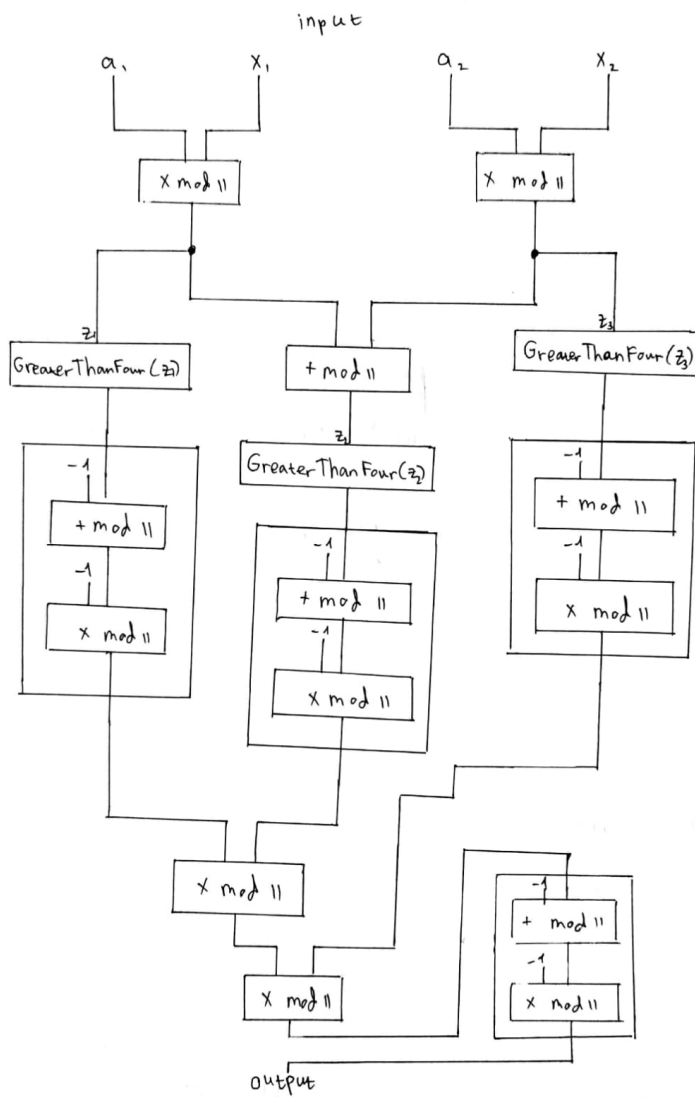 input
a₁ x₁ a₂ x₂
x mod 11 x mod 11
z₁ z₃
GreaterThanFour(z₁) + mod 11 GreaterThanFour(z₃)
z₂
GreaterThanFour(z₂)
-1 -1
+ mod 11 + mod 11
-1 -1
-1 + mod 11 x mod 11
x mod 11 -1
x mod 11
x mod 11
-1
+ mod 11
-1
x mod 11 x mod 11
output